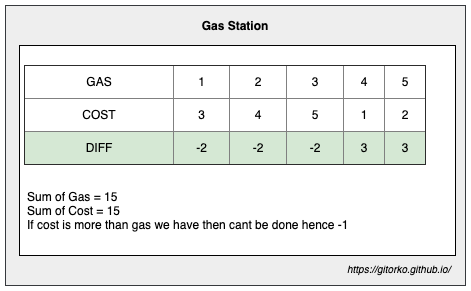 Gas Station
GAS 1 2 3 4 5
COST 3 4 5 1 2
DIFF -2 -2 -2 3 3
Sum of Gas = 15
Sum of Cost = 15
If cost is more than gas we have then cant be done hence -1
https://gitorko.github.io/